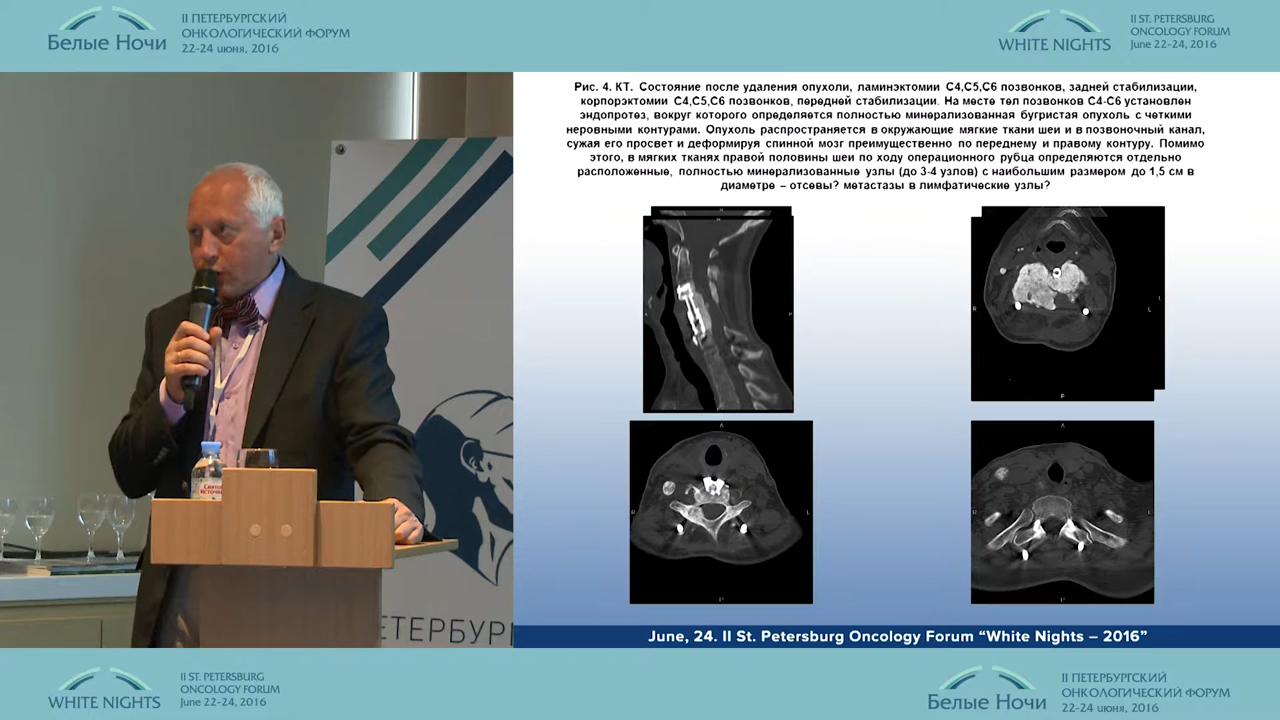 Белые Ночи
II ПЕТЕРБУРГСКИЙ
ОНКОЛОГИЧЕСКИЙ ФОРУМ
22-24 июня, 2016
WHITE NIGHTS
II ST. PETERSBURG
ONCOLOGY FORUM
June 22-24, 2016
Рис. 4. КТ. Состояние после удаления опухоли, ламинэктомии С4,С5,С6 позвонков, задней стабилизации,
корпорэктомии С4,С5,С6 позвонков, передней стабилизации. На месте тел позвонков С4-С6 установлен
эндопротез, вокруг которого определяется полностью минерализованная бугристая опухоль с четкими
неровными контурами. Опухоль распространяется в окружающие мягкие ткани шеи и в позвоночный канал,
сужая его просвет и деформируя спинной мозг преимущественно по переднему и правому контуру. Помимо
этого, в мягких тканях правой половины шеи по ходу операционного рубца определяются отдельно
расположенные, полностью минерализованные узлы (до 3-4 узлов) с наибольшим размером до 1,5 см в
диаметре – отсевы? метастазы в лимфатические узлы?
ЕТЕРБУР
June, 24. II St. Petersburg Oncology Forum “White Nights – 2016”
WHITE NIGHTS
II ST. PETERSBURG
ONCOLOGY FORUM
June 22-24, 2016
Белые Ночи
II ПЕТЕРБУРГСКИЙ
ОНКОЛОГИЧЕСКИЙ ФОРУМ
22-24 июня, 2016